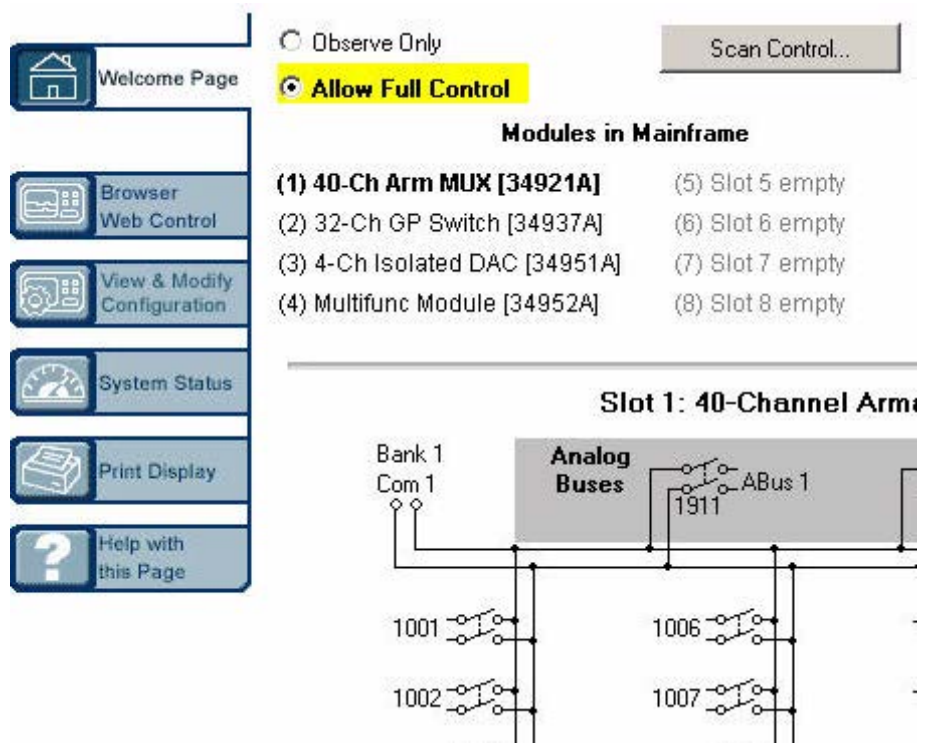 Welcome Page
Browser
Web Control
View & Modify
Configuration
System Status
Print Display
?
Help with
this Page
Observe Only
Allow Full Control
Scan Control...
Modules in Mainframe
(1) 40-Ch Arm MUX [34921A]
(2) 32-Ch GP Switch [34937A]
(3) 4-Ch Isolated DAC [34951A]
(4) Multifunc Module [34952A]
(5) Slot 5 empty
(6) Slot 6 empty
(7) Slot 7 empty
(8) Slot 8 empty
Slot 1: 40-Channel Arma
Bank 1
Com 1
Analog
Buses
ABus 1
1911
1001
1006
1002
1007